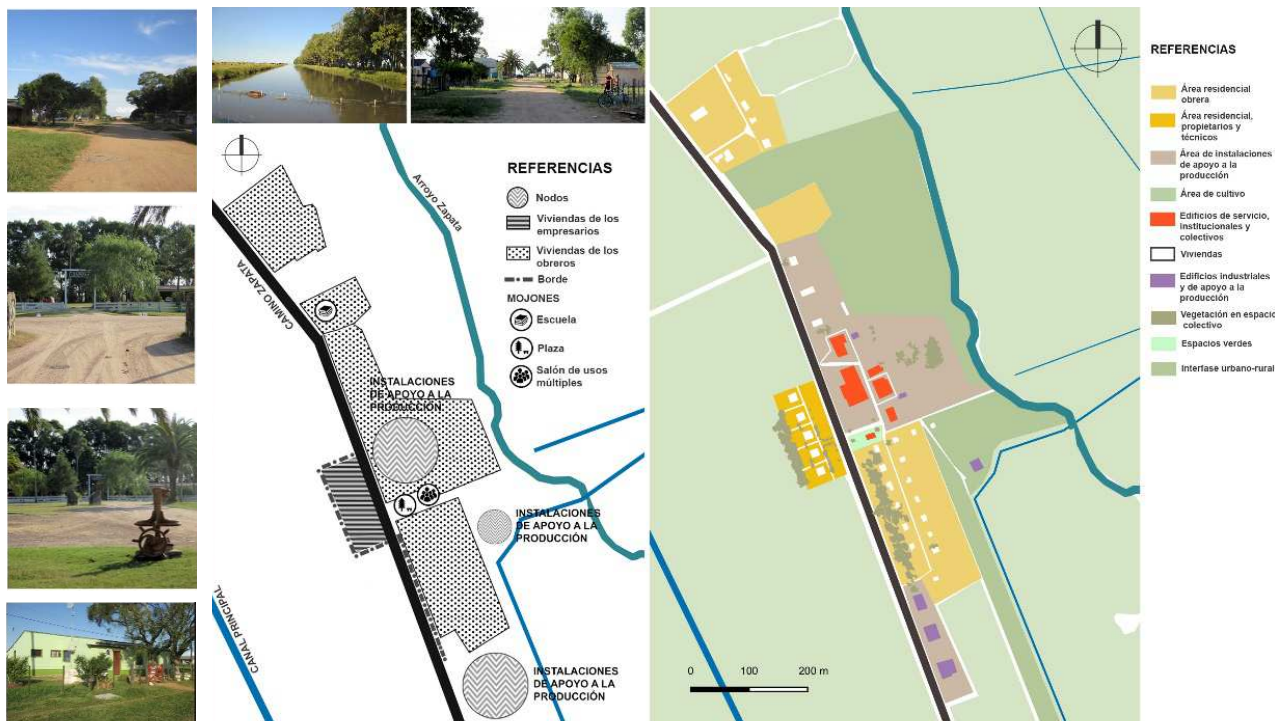 REFERENCIAS
Nodos
Viviendas de los
empresarios
Viviendas de los
obreros
Borde
MOJONES
Escuela
Plaza
Salón de usos
múltiples
Arroyo Zapata
CAMINO ZAPATA
INSTALACIONES
DE APOYO A LA
PRODUCCIÓN
INSTALACIONES
DE APOYO A LA
PRODUCCIÓN
CANAL PRINCIPAL
INSTALACIONES
DE APOYO A LA
PRODUCCIÓN
0 100 200 m
REFERENCIAS
Área residencial
obrera
Área residencial,
propietarios y
técnicos
Área de instalaciones
de apoyo a la
producción
Área de cultivo
Edificios de servicio,
institucionales y
colectivos
Viviendas
Edificios industriales
y de apoyo a la
producción
Vegetación en espacio
colectivo
Espacios verdes
Interfase urbano-rural